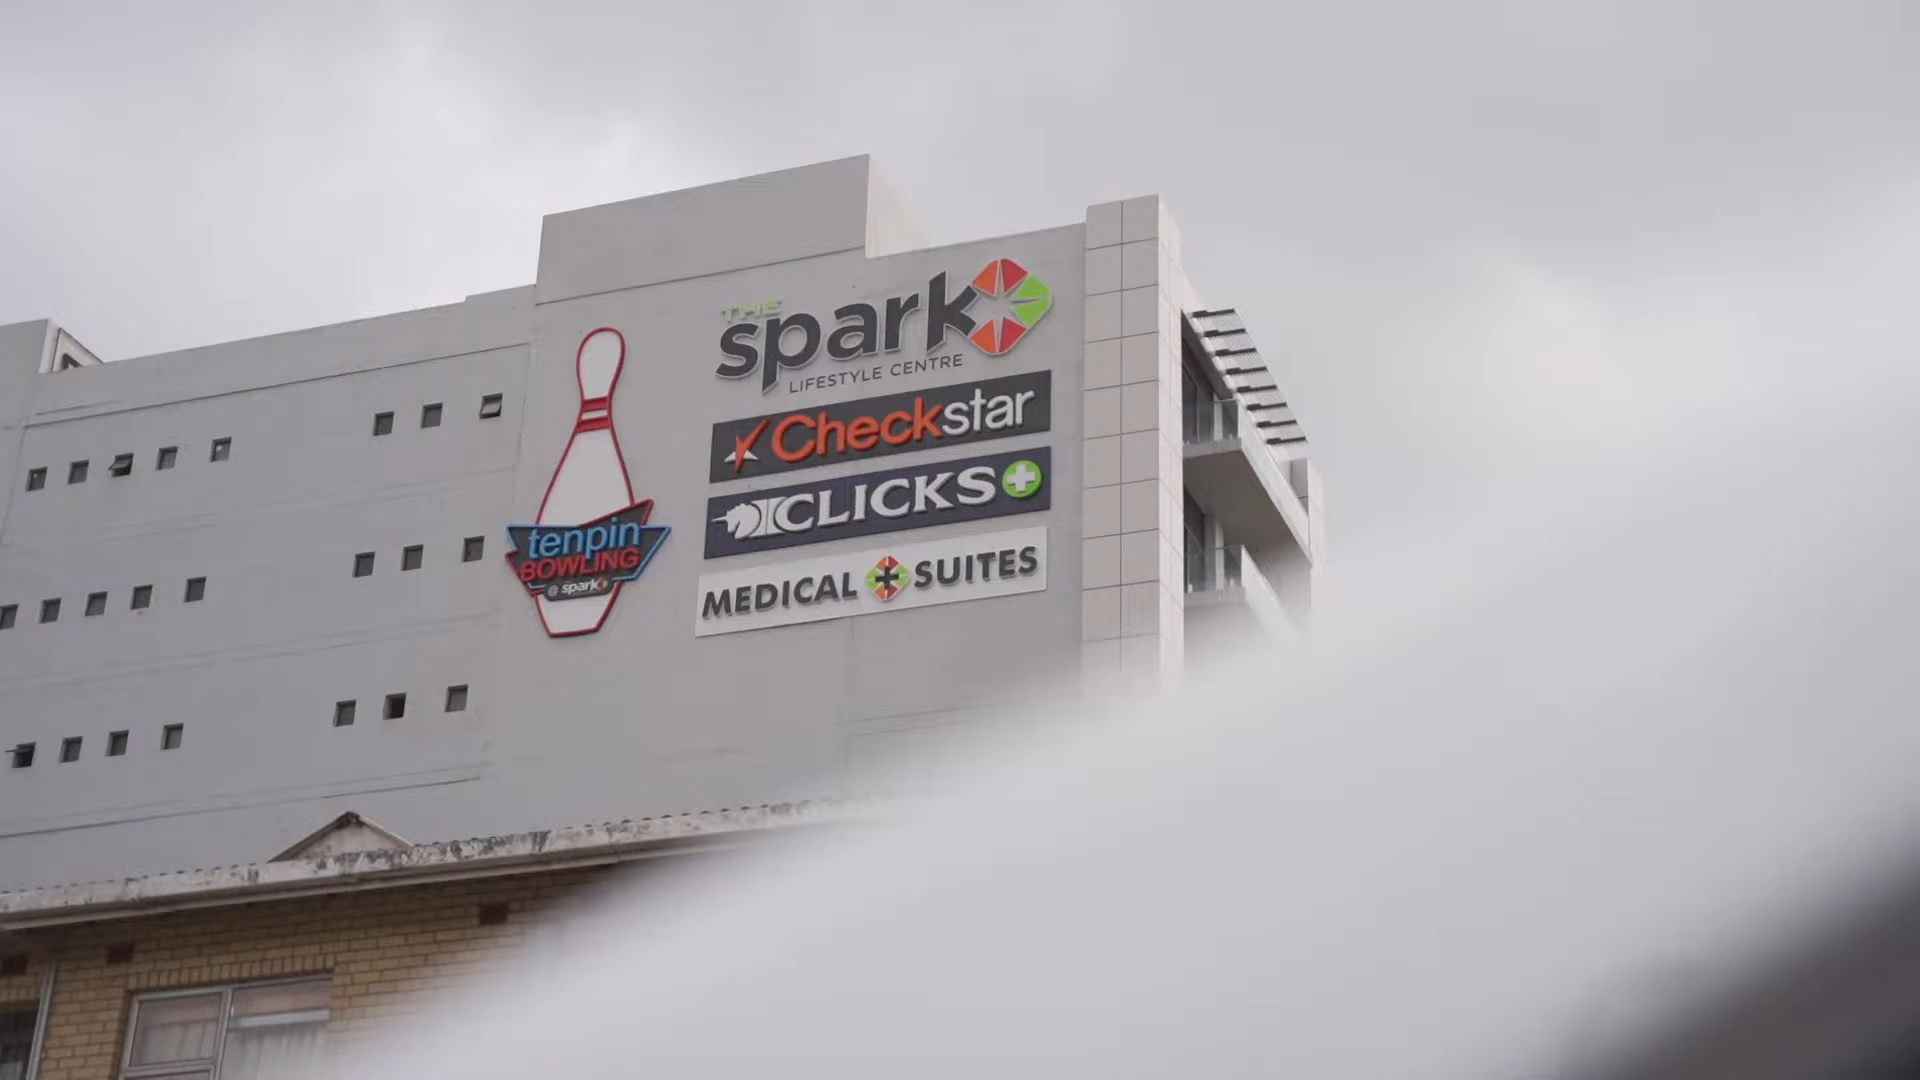 THE
spark
LIFESTYLE CENTRE
Checkstar
CLICKS
MEDICAL SUITES
tenpin
BOWLING
@ spark